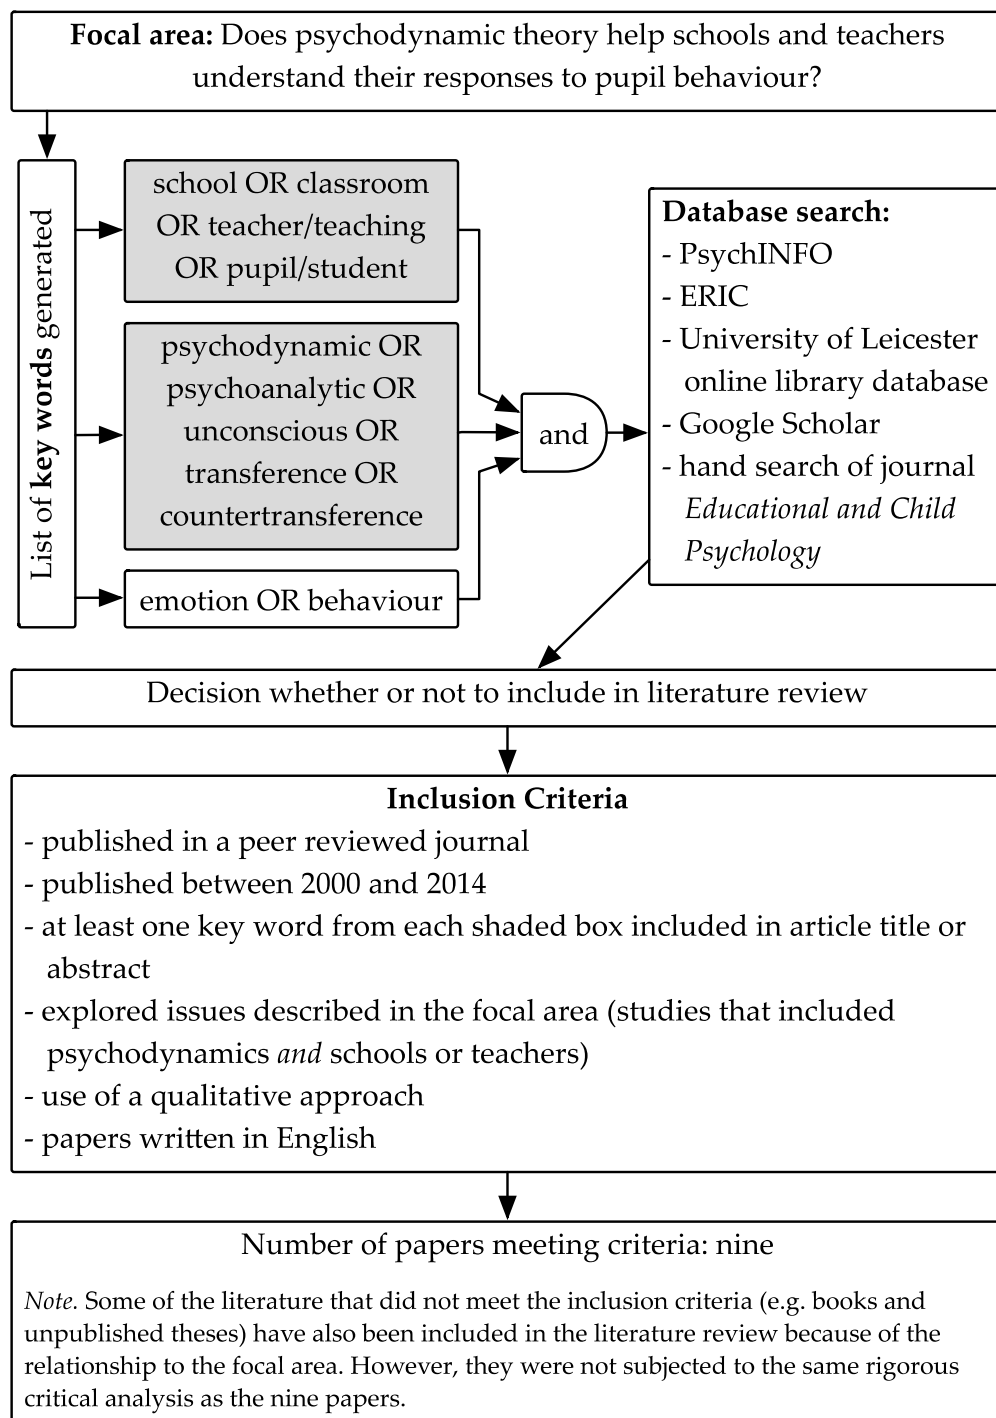 Focal area: Does psychodynamic theory help schools and teachers
understand their responses to pupil behaviour?
List of key words generated
school OR classroom
OR teacher/teaching
OR pupil/student
psychodynamic OR
psychoanalytic OR
unconscious OR
transference OR
countertransference
emotion OR behaviour
and
Database search:
- PsychINFO
- ERIC
- University of Leicester
online library database
- Google Scholar
- hand search of journal
Educational and Child
Psychology
Decision whether or not to include in literature review
Inclusion Criteria
- published in a peer reviewed journal
- published between 2000 and 2014
- at least one key word from each shaded box included in article title or
abstract
- explored issues described in the focal area (studies that included
psychodynamics and schools or teachers)
- use of a qualitative approach
- papers written in English
Number of papers meeting criteria: nine
Note. Some of the literature that did not meet the inclusion criteria (e.g. books and
unpublished theses) have also been included in the literature review because of the
relationship to the focal area. However, they were not subjected to the same rigorous
critical analysis as the nine papers.